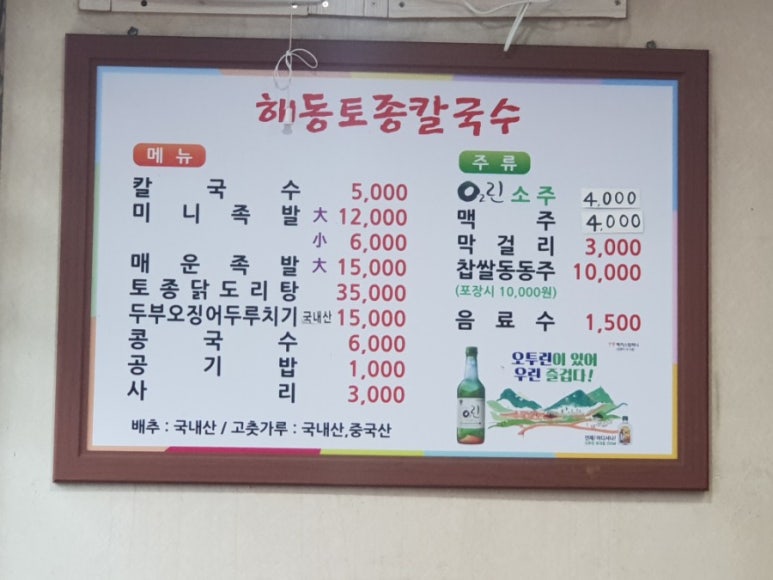 해동토종칼국수
메뉴
칼국수 5,000
미니족발 大 12,000
小 6,000
매운족발 大 15,000
토종닭도리탕 35,000
두부오징어두루치기 국내산 15,000
콩국수 6,000
공기밥 1,000
사리 3,000
배추 : 국내산 / 고춧가루 : 국내산,중국산
주류
O2린 소주 4.000
맥주 4.000
막걸리 3,000
찹쌀동동주 10,000
(포장시 10,000원)
음료수 1,500
오투린이 있어
우린 즐겁다!
O2린